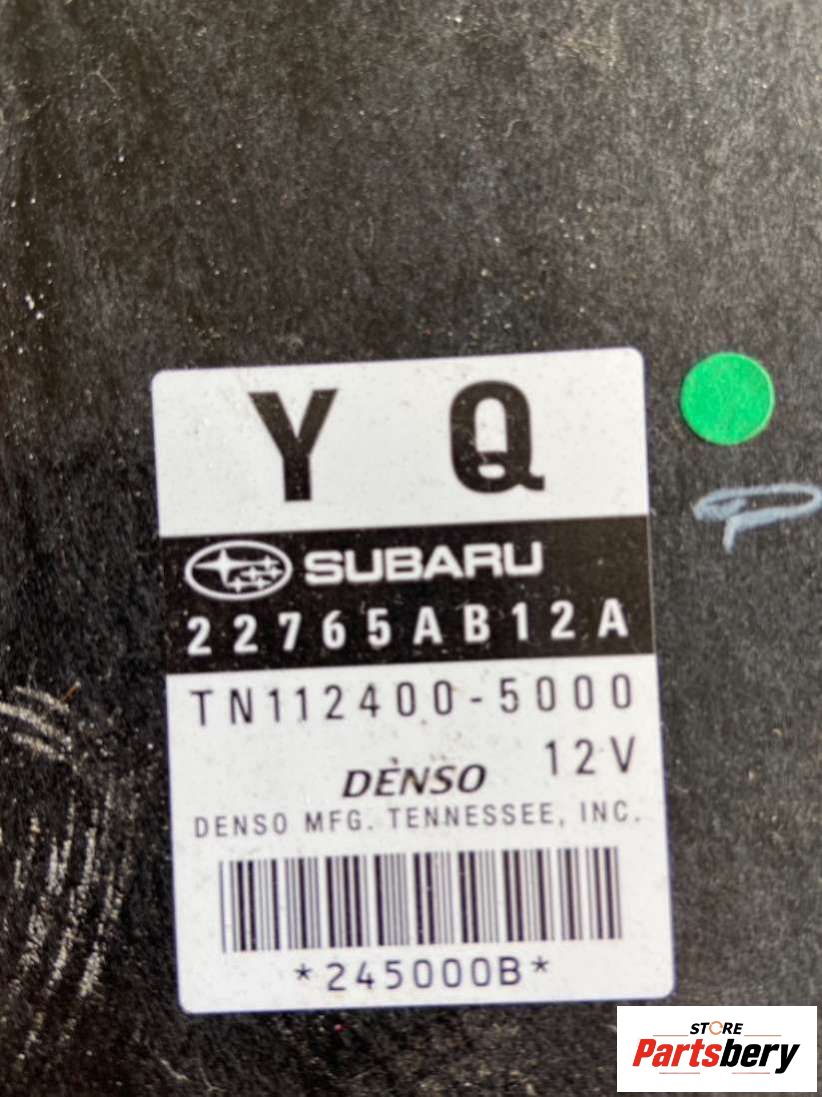 Y Q
SUBARU
22765AB12A
TN112400-5000
12V
DENSO
DENSO MFG. TENNESSEE, INC.
*245000B*
STORE
Partsbery